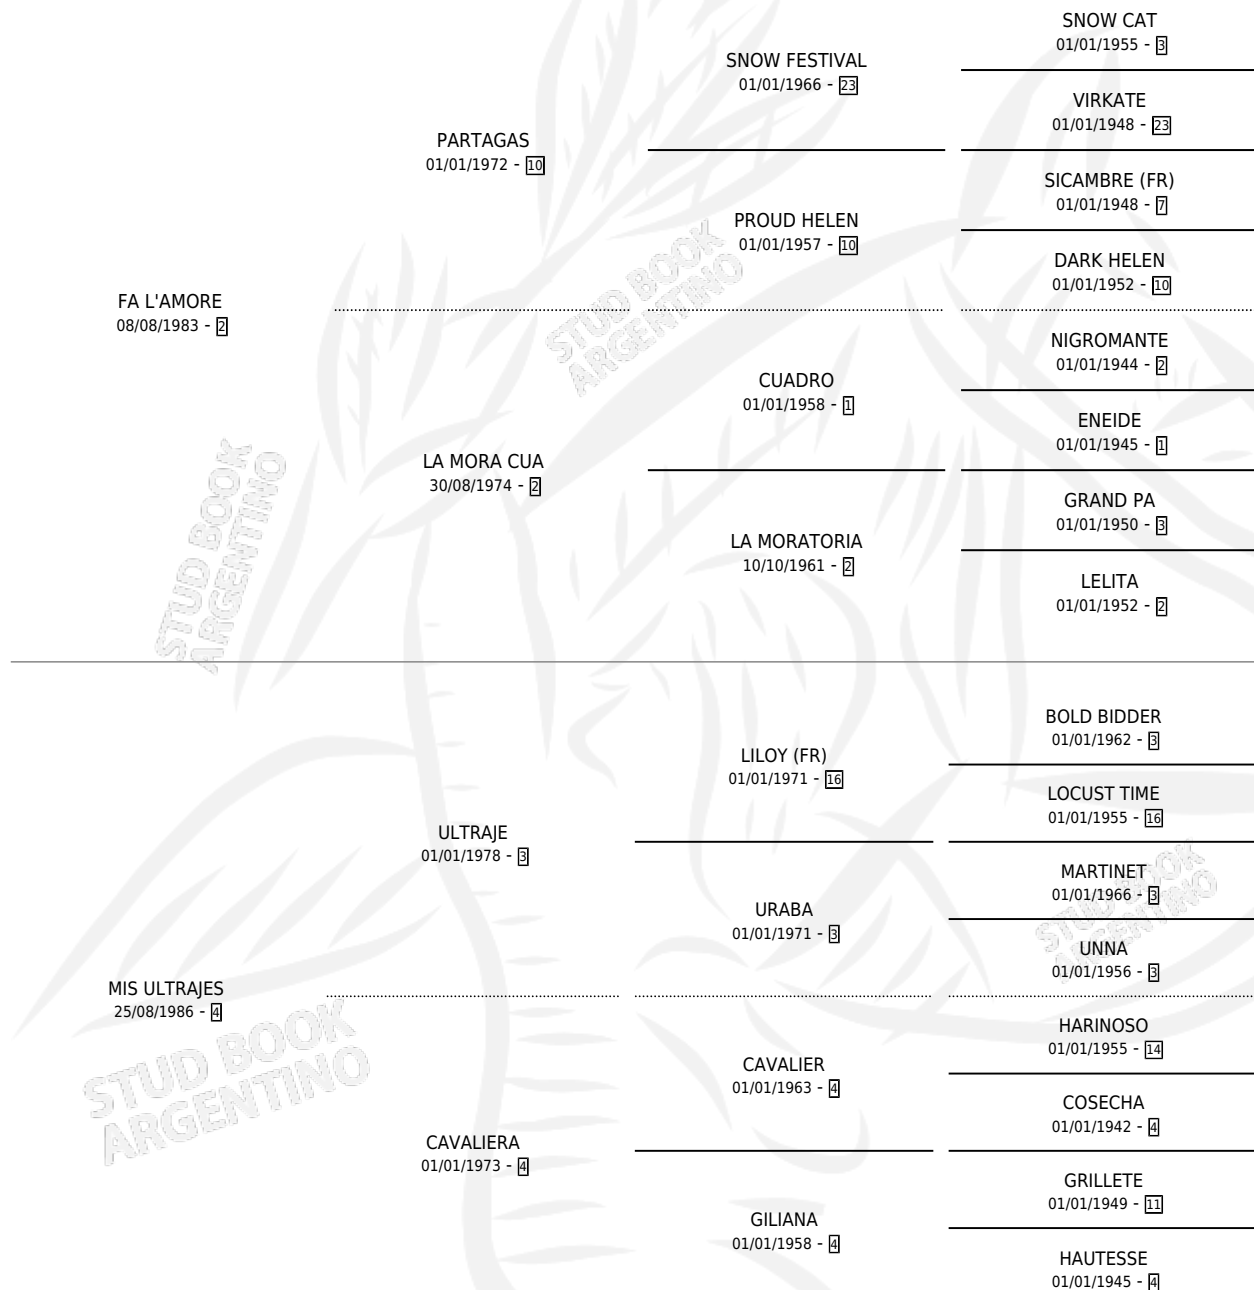 SNOW CAT
01/01/1955 - 3
SNOW FESTIVAL
01/01/1966 - 23
VIRKATE
01/01/1948 - 23
PARTAGAS
01/01/1972 - 10
SICAMBRE (FR)
01/01/1948 - 7
PROUD HELEN
01/01/1957 - 10
DARK HELEN
01/01/1952 - 10
FA L'AMORE
08/08/1983 - 2
NIGROMANTE
01/01/1944 - 2
CUADRO
01/01/1958 - 1
ENEIDE
01/01/1945 - 1
LA MORA CUA
30/08/1974 - 2
GRAND PA
01/01/1950 - 3
LA MORATORIA
10/10/1961 - 2
LELITA
01/01/1952 - 2
BOLD BIDDER
01/01/1962 - 3
LILOY (FR)
01/01/1971 - 16
LOCUST TIME
01/01/1955 - 16
ULTRAJE
01/01/1978 - 3
MARTINET
01/01/1966 - 3
URABA
01/01/1971 - 3
UNNA
01/01/1956 - 3
MIS ULTRAJES
25/08/1986 - 4
HARINOSO
01/01/1955 - 14
CAVALIER
01/01/1963 - 4
COSECHA
01/01/1942 - 4
CAVALIERA
01/01/1973 - 4
GRILLETE
01/01/1949 - 11
GILIANA
01/01/1958 - 4
HAUTESSE
01/01/1945 - 4
STUD BOOK
ARGENTINO
STUD BOOK
ARGENTINO
STUD BOOK
ARGENTINO
STUD BOOK
ARGENTINO